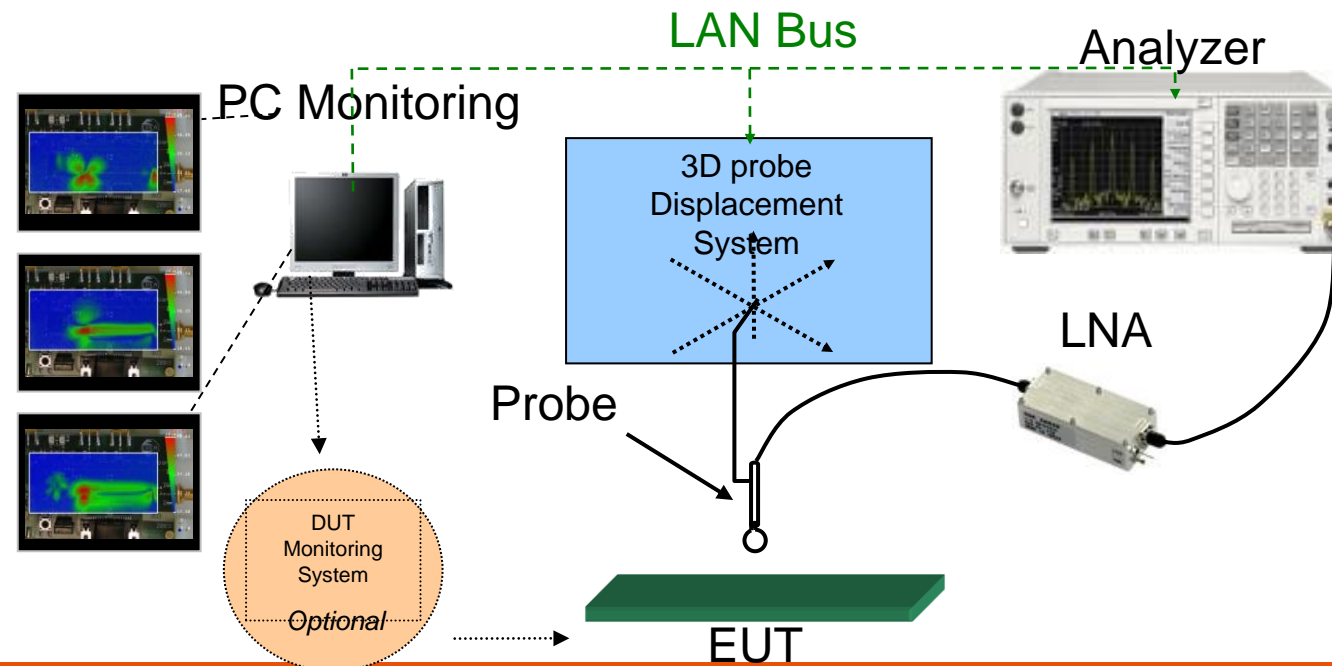 LAN Bus
Analyzer
PC Monitoring
3D probe
Displacement
System
LNA
Probe
DUT
Monitoring
System
Optional
EUT